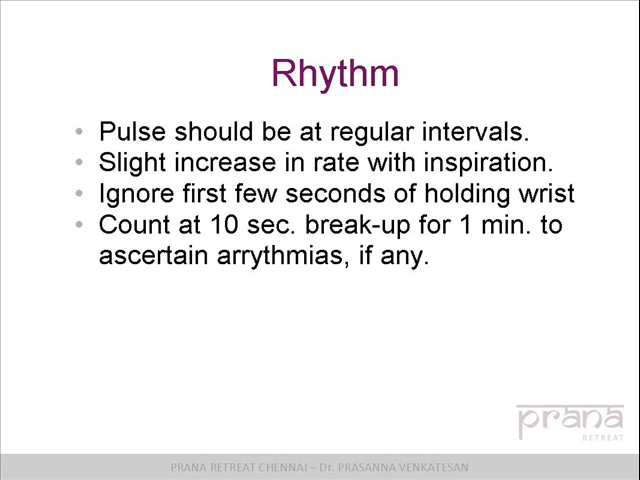 Rhythm
• Pulse should be at regular intervals.
• Slight increase in rate with inspiration.
• Ignore first few seconds of holding wrist
• Count at 10 sec. break-up for 1 min. to
ascertain arrythmias, if any.
prana
RETREAT
PRANA RETREAT CHENNAI – Dr. PRASANNA VENKATESAN